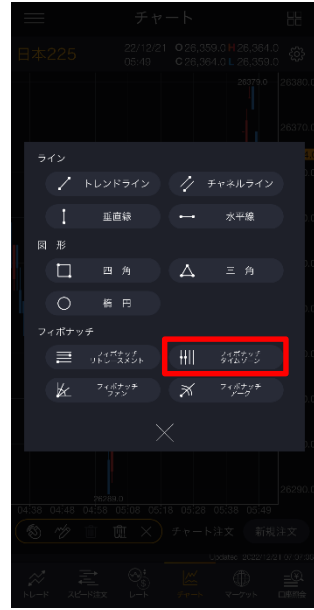 チャート
日本225
22/12/21 O 26,359.0 H 26,364.0
05:49 C 26,364.0 L 26,359.0
26379.0
26380.0
26370.0
ライン
トレンドライン
チャネルライン
垂直線
水平線
図 形
四 角
三 角
楕 円
フィボナッチ
フィボナッチ
リトレースメント
フィボナッチ
タイムゾーン
フィボナッチ
ファン
フィボナッチ
アーク
26290.0
04:38 04:48 04:58 05:08 05:18 05:28 05:38 05:49
チャート注文
新規注文
トレード
スピード注文
レート
チャート
マーケット
口座照会